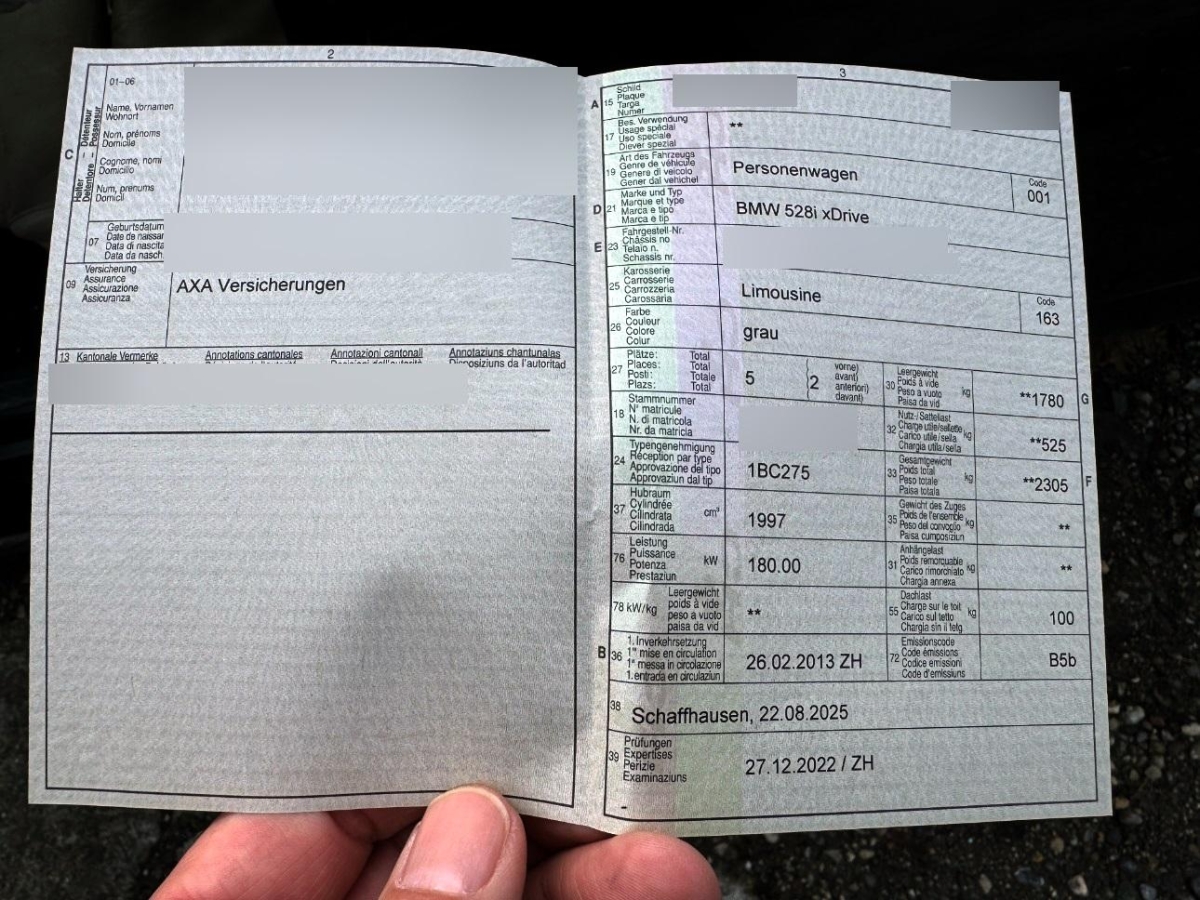 2
01–06
Name, Vornamen
Wohnort
Nom, prénoms
Domicile
Cognome, nomi
Domicilio
Num, prenums
Domicil
C
Halter – Détenteur
Detentore – Possessur
07
Geburtsdatum
Date de naissan
Data di nascita
Data da nasch.
09
Versicherung
Assurance
Assicurazione
Assicuranza
AXA Versicherungen
13 Kantonale Vermerke Annotations cantonales Annotazioni cantonali Annotaziuns chantunalas
3
A 15
Schild
Plaque
Targa
Numer
17
Bes. Verwendung
Usage spécial
Uso speciale
Diever spezial
**
19
Art des Fahrzeugs
Genre de véhicule
Genere di veicolo
Gener dal vehichel
Personenwagen
Code
001
D 21
Marke und Typ
Marque et type
Marca e tipo
Marca e tip
BMW 528i xDrive
E 23
Fahrgestell-Nr.
Châssis no
Telaio n.
Schassis nr.
25
Karosserie
Carrosserie
Carrozzeria
Carossaria
Limousine
Code
163
26
Farbe
Couleur
Colore
Colur
grau
27
Plätze: Total
Places: Total
Posti: Totale
Plazs: Total
5
2
vorne)
avant)
anteriori)
davant)
30
Leergewicht
Poids à vide
Peso a vuoto
Paisa da vid
kg
**1780
G
18
Stammnummer
N° matricule
N. di matricola
Nr. da matricla
32
Nutz-/Sattellast
Charge utile/sellette
Carico utile/sella
Chargia utila/sella
kg
**525
24
Typengenehmigung
Réception par type
Approvazione del tipo
Approvaziun dal tip
1BC275
33
Gesamtgewicht
Poids total
Peso totale
Paisa totala
kg
**2305
F
37
Hubraum
Cylindrée
Cilindrata
Cilindrada
cm³
1997
35
Gewicht des Zuges
Poids de l'ensemble
Peso del convoglio
Paisa cumposiziun
kg
**
76
Leistung
Puissance
Potenza
Prestaziun
kW
180.00
31
Anhängelast
Poids remorquable
Carico rimorchiato
Chargia annexa
kg
**
78 kW/kg
Leergewicht
poids à vide
peso a vuoto
paisa da vid
**
55
Dachlast
Charge sur le toit
Carico sul tetto
Chargia sin il tetg
kg
100
B 36
1. Inverkehrsetzung
1re mise en circulation
1a messa in circolazione
1. entrada en circulaziun
26.02.2013 ZH
72
Emissionscode
Code émissions
Codice emissioni
Code d'emissiuns
B5b
38
Schaffhausen, 22.08.2025
39
Prüfungen
Expertises
Perizie
Examinaziuns
27.12.2022 / ZH
–